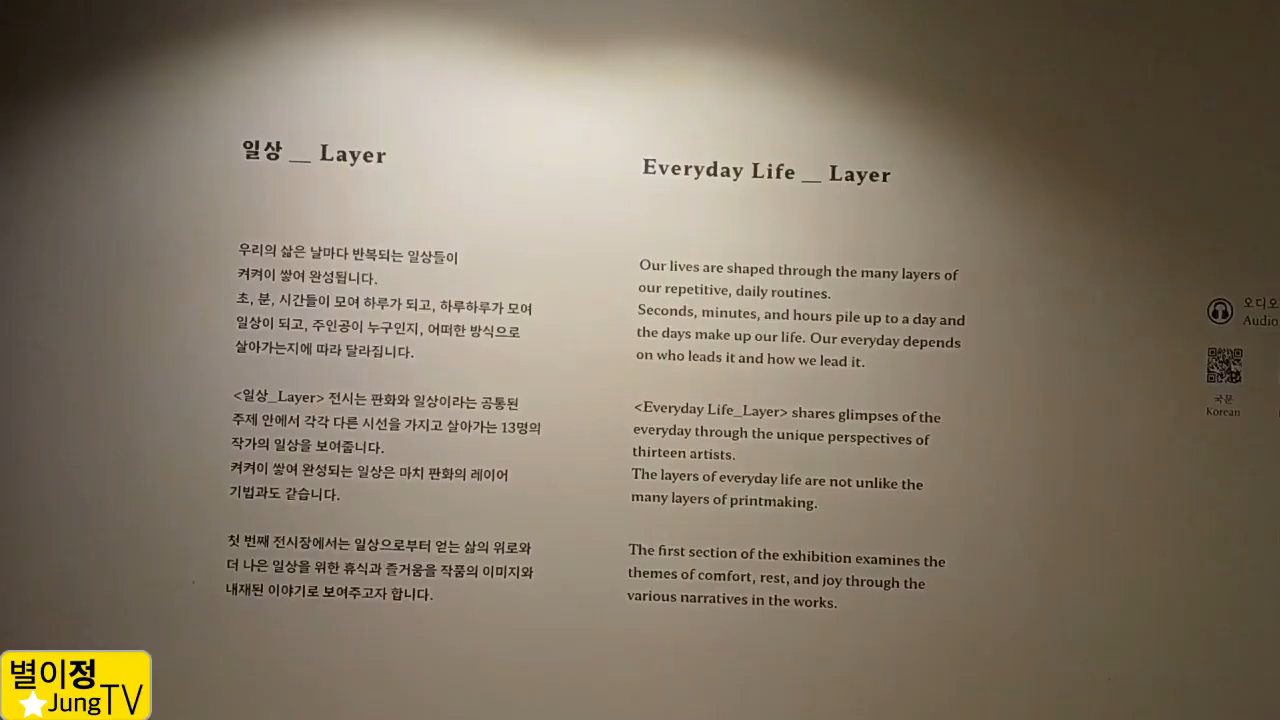 일상 __ Layer
우리의 삶은 날마다 반복되는 일상들이
켜켜이 쌓여 완성됩니다.
초, 분, 시간들이 모여 하루가 되고, 하루하루가 모여
일상이 되고, 주인공이 누구인지, 어떠한 방식으로
살아가는지에 따라 달라집니다.
<일상_Layer> 전시는 판화와 일상이라는 공통된
주제 안에서 각각 다른 시선을 가지고 살아가는 13명의
작가의 일상을 보여줍니다.
켜켜이 쌓여 완성되는 일상은 마치 판화의 레이어
기법과도 같습니다.
첫 번째 전시장에서는 일상으로부터 얻는 삶의 위로와
더 나은 일상을 위한 휴식과 즐거움을 작품의 이미지와
내재된 이야기로 보여주고자 합니다.
Everyday Life __ Layer
Our lives are shaped through the many layers of
our repetitive, daily routines.
Seconds, minutes, and hours pile up to a day and
the days make up our life. Our everyday depends
on who leads it and how we lead it.
<Everyday Life_Layer> shares glimpses of the
everyday through the unique perspectives of
thirteen artists.
The layers of everyday life are not unlike the
many layers of printmaking.
The first section of the exhibition examines the
themes of comfort, rest, and joy through the
various narratives in the works.
오디오
Audio
국문
Korean
별이정
JungTV